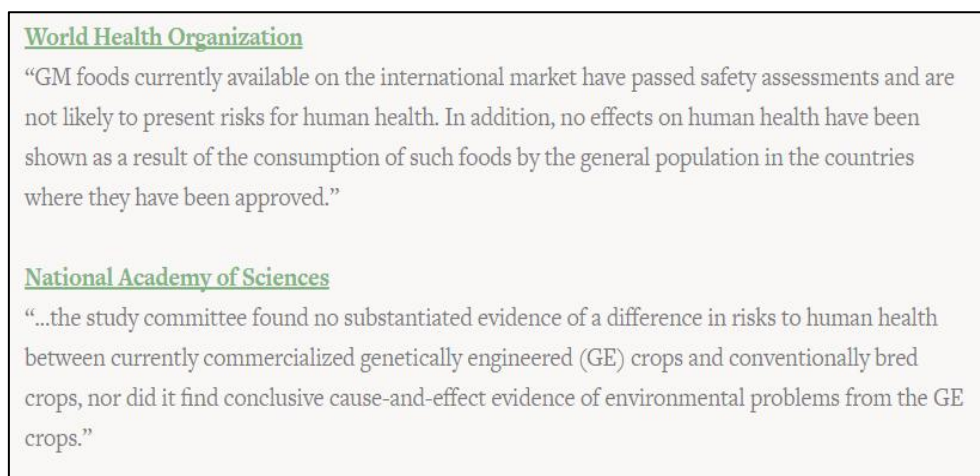 World Health Organization
“GM foods currently available on the international market have passed safety assessments and are
not likely to present risks for human health. In addition, no effects on human health have been
shown as a result of the consumption of such foods by the general population in the countries
where they have been approved.”
National Academy of Sciences
“...the study committee found no substantiated evidence of a difference in risks to human health
between currently commercialized genetically engineered (GE) crops and conventionally bred
crops, nor did it find conclusive cause-and-effect evidence of environmental problems from the GE
crops.”